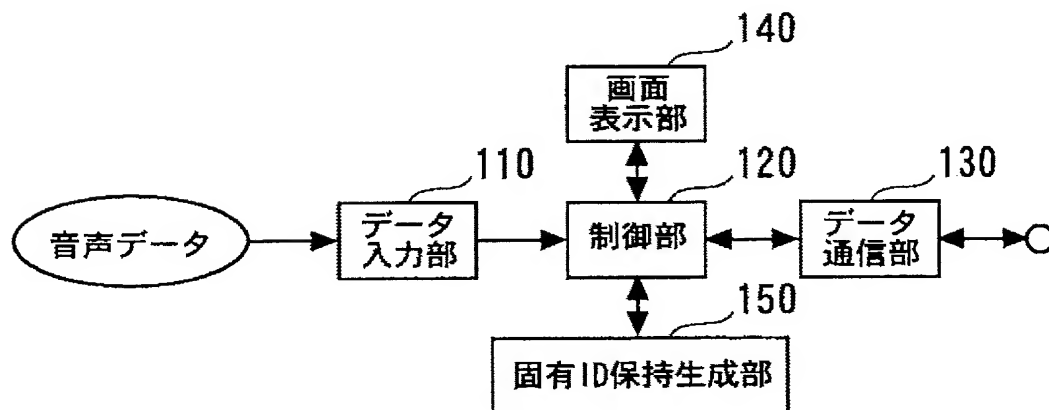 140
画面
表示部
110
120
130
音声データ
データ
入力部
制御部
データ
通信部
150
固有ID保持生成部